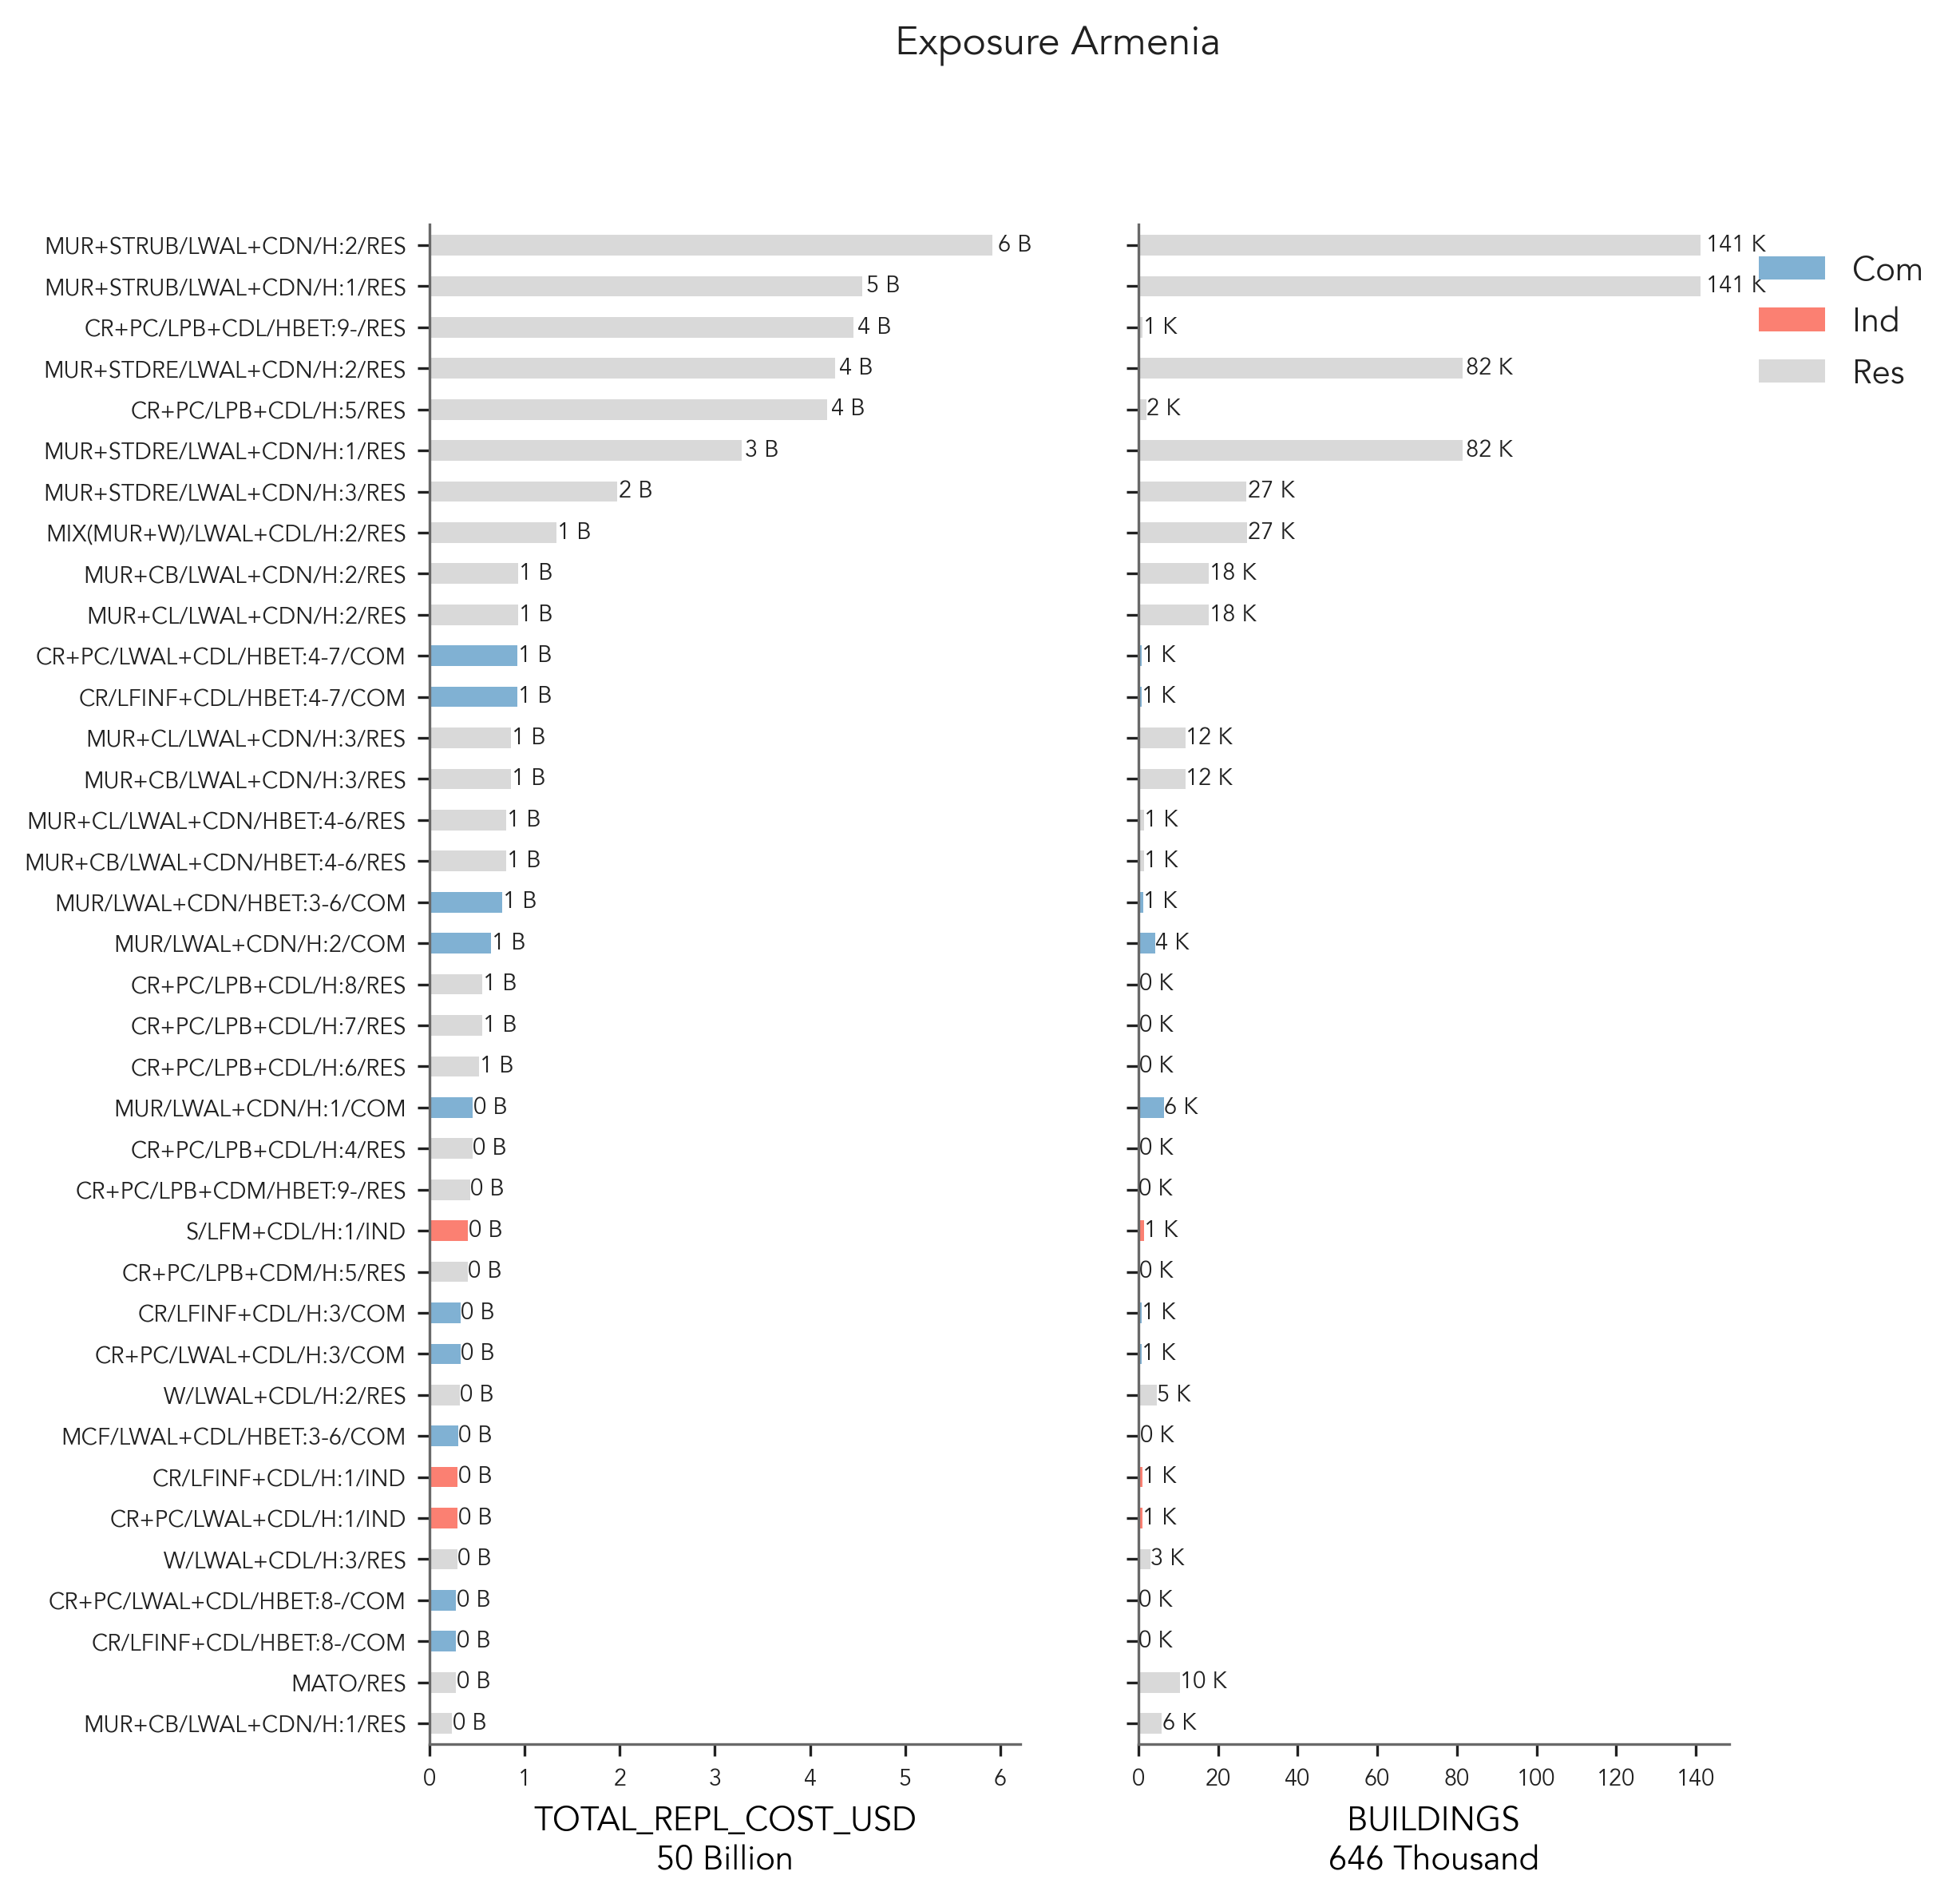 Exposure Armenia
MUR+STRUB/LWAL+CDN/H:2/RES 6 B 141 K
MUR+STRUB/LWAL+CDN/H:1/RES 5 B 141 K
CR+PC/LPB+CDL/HBET:9-/RES 4 B 1 K
MUR+STDRE/LWAL+CDN/H:2/RES 4 B 82 K
CR+PC/LPB+CDL/H:5/RES 4 B 2 K
MUR+STDRE/LWAL+CDN/H:1/RES 3 B 82 K
MUR+STDRE/LWAL+CDN/H:3/RES 2 B 27 K
MIX(MUR+W)/LWAL+CDL/H:2/RES 1 B 27 K
MUR+CB/LWAL+CDN/H:2/RES 1 B 18 K
MUR+CL/LWAL+CDN/H:2/RES 1 B 18 K
CR+PC/LWAL+CDL/HBET:4-7/COM 1 B 1 K
CR/LFINF+CDL/HBET:4-7/COM 1 B 1 K
MUR+CL/LWAL+CDN/H:3/RES 1 B 12 K
MUR+CB/LWAL+CDN/H:3/RES 1 B 12 K
MUR+CL/LWAL+CDN/HBET:4-6/RES 1 B 1 K
MUR+CB/LWAL+CDN/HBET:4-6/RES 1 B 1 K
MUR/LWAL+CDN/HBET:3-6/COM 1 B 1 K
MUR/LWAL+CDN/H:2/COM 1 B 4 K
CR+PC/LPB+CDL/H:8/RES 1 B 0 K
CR+PC/LPB+CDL/H:7/RES 1 B 0 K
CR+PC/LPB+CDL/H:6/RES 1 B 0 K
MUR/LWAL+CDN/H:1/COM 0 B 6 K
CR+PC/LPB+CDL/H:4/RES 0 B 0 K
CR+PC/LPB+CDM/HBET:9-/RES 0 B 0 K
S/LFM+CDL/H:1/IND 0 B 1 K
CR+PC/LPB+CDM/H:5/RES 0 B 0 K
CR/LFINF+CDL/H:3/COM 0 B 1 K
CR+PC/LWAL+CDL/H:3/COM 0 B 1 K
W/LWAL+CDL/H:2/RES 0 B 5 K
MCF/LWAL+CDL/HBET:3-6/COM 0 B 0 K
CR/LFINF+CDL/H:1/IND 0 B 1 K
CR+PC/LWAL+CDL/H:1/IND 0 B 1 K
W/LWAL+CDL/H:3/RES 0 B 3 K
CR+PC/LWAL+CDL/HBET:8-/COM 0 B 0 K
CR/LFINF+CDL/HBET:8-/COM 0 B 0 K
MATO/RES 0 B 10 K
MUR+CB/LWAL+CDN/H:1/RES 0 B 6 K
0 1 2 3 4 5 6
TOTAL_REPL_COST_USD
50 Billion
0 20 40 60 80 100 120 140
BUILDINGS
646 Thousand
Com
Ind
Res